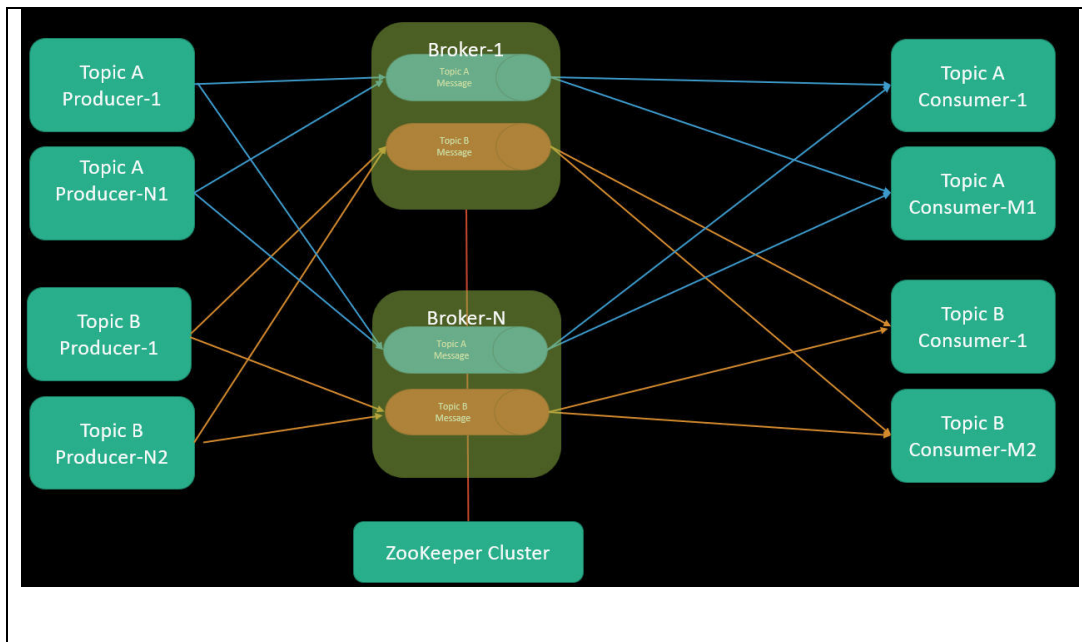 Topic A
Producer-1
Topic A
Producer-N1
Topic B
Producer-1
Topic B
Producer-N2
Broker-1
Topic A
Message
Topic B
Message
Broker-N
Topic A
Message
Topic B
Message
ZooKeeper Cluster
Topic A
Consumer-1
Topic A
Consumer-M1
Topic B
Consumer-1
Topic B
Consumer-M2